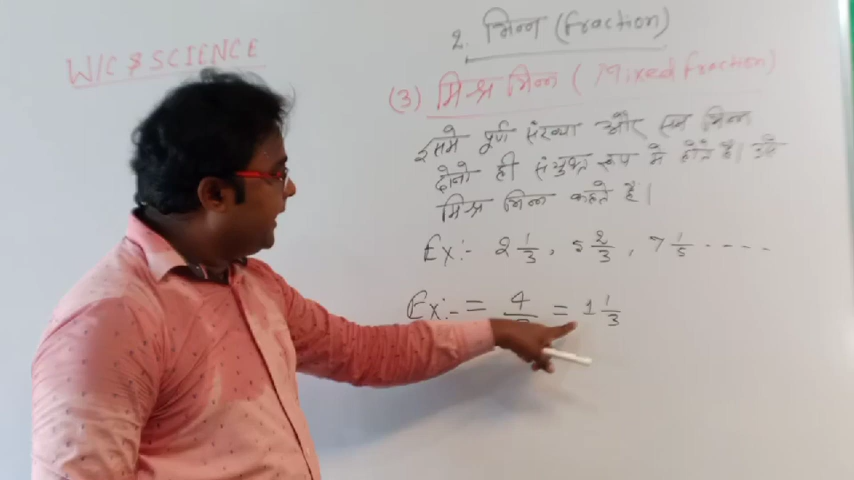 W/C & SCIENCE
2. भिन्न (fraction)
(3) मिश्र भिन्न (Mixed fraction)
इसमे पूर्ण संख्या और सम भिन्न
दोनो ही संयुक्त रूप मे होते है। उसे
मिश्र भिन्न कहते है।
Ex:- 2 1/3, 5 2/3, 7 1/5 .....
Ex:- = 4/3 = 1 1/3